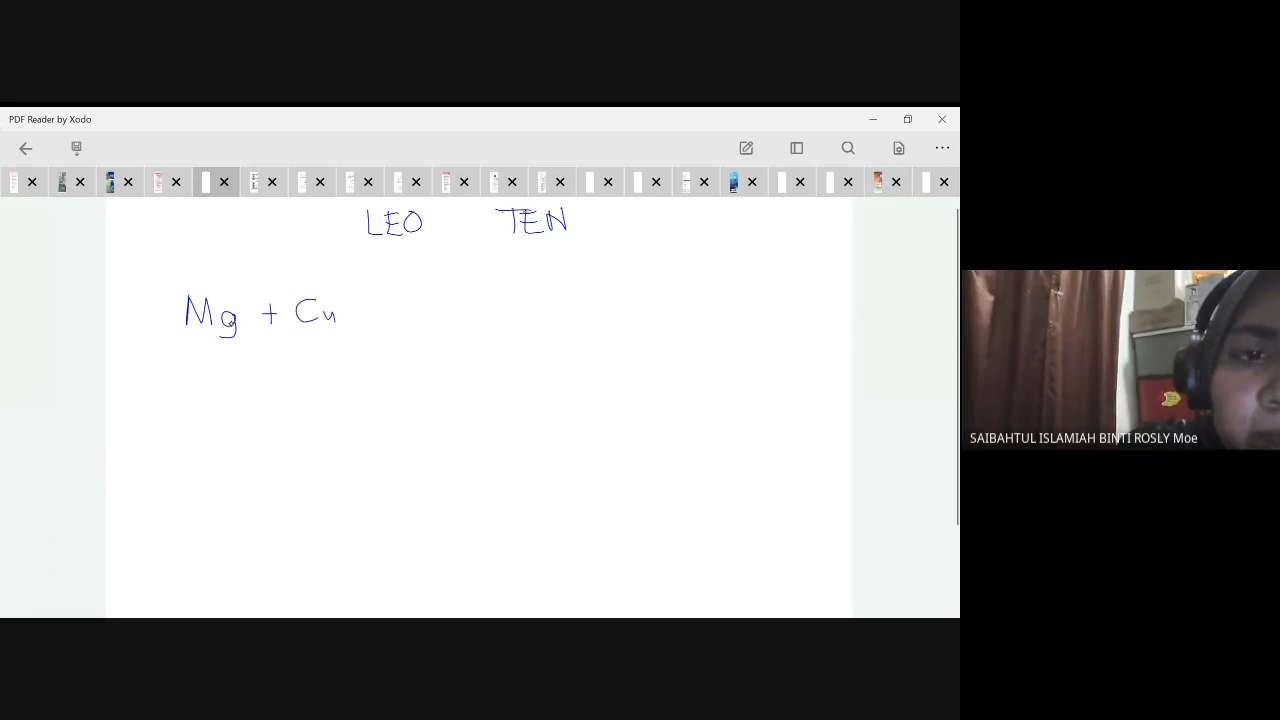 PDF Reader by Xodo
LEO TEN
Mg + Cu
SAIBAHTUL ISLAMIAH BINTI ROSLY Moe